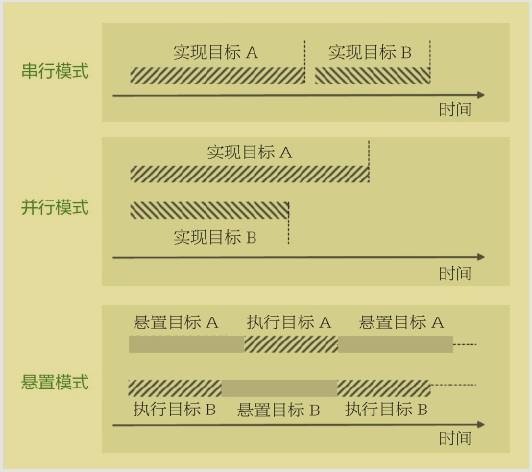 串行模式
实现目标 A
实现目标 B
时间
并行模式
实现目标 A
实现目标 B
时间
悬置模式
悬置目标 A
执行目标 A
悬置目标 A
执行目标 B
悬置目标 B
执行目标 B
时间